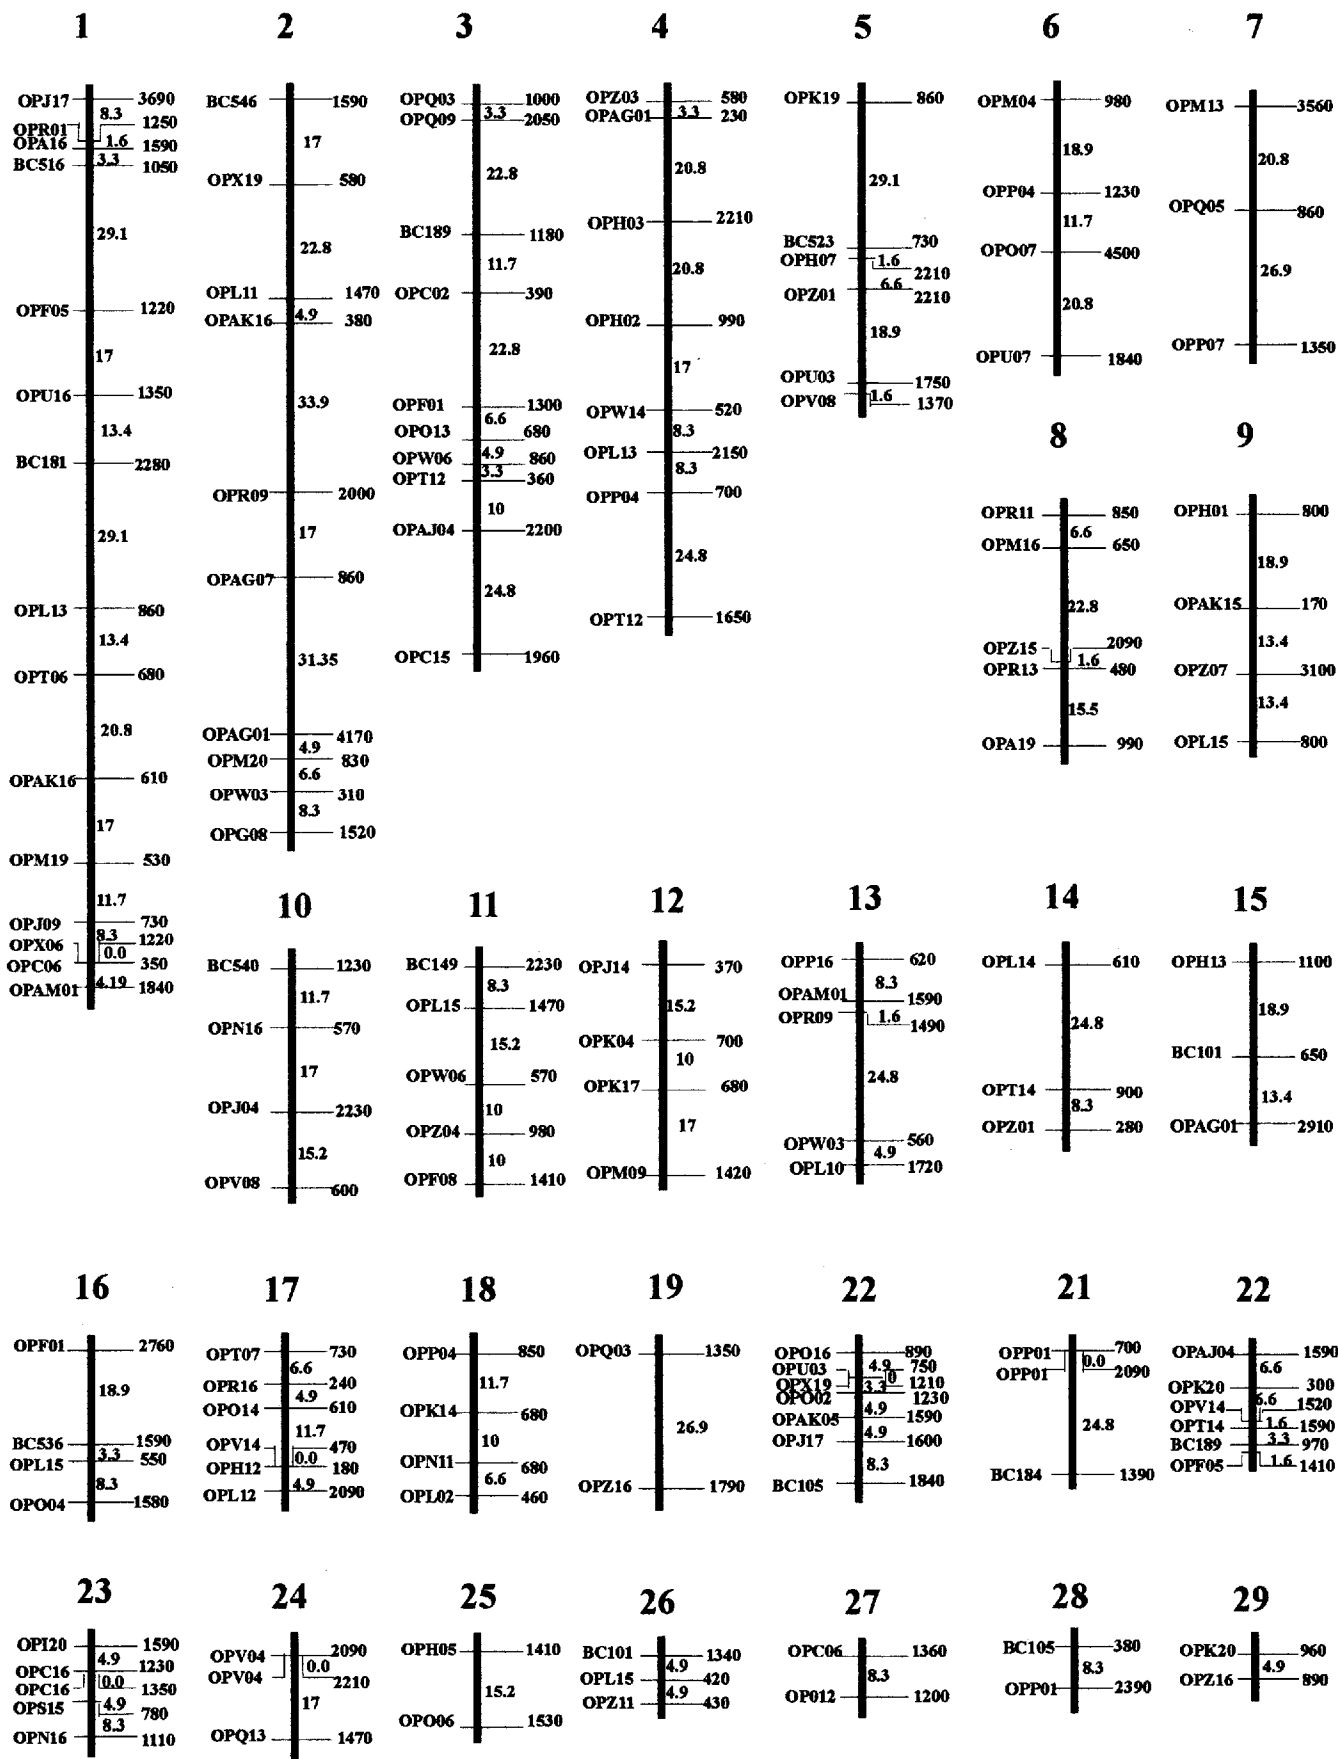 1
OPJ17 3690
8.3
OPR01 1250
OPA16 1.6 1590
BC516 3.3 1050
29.1
OPF05 1220
17
OPU16 1350
13.4
BC181 2280
29.1
OPL13 860
13.4
OPT06 680
20.8
OPAK16 610
17
OPM19 530
11.7
OPJ09 730
8.3
OPX06 1220
0.0
OPC06 350
4.19
OPAM01 1840
2
BC546 1590
17
OPX19 580
22.8
OPL11 1470
4.9
OPAK16 380
33.9
OPR09 2000
17
OPAG07 860
31.35
OPAG01 4170
4.9
OPM20 830
6.6
OPW03 310
8.3
OPG08 1520
3
OPQ03 1000
3.3
OPQ09 2050
22.8
BC189 1180
11.7
OPC02 390
22.8
OPF01 1300
6.6
OPO13 680
4.9
OPW06 860
3.3
OPT12 360
10
OPAJ04 2200
24.8
OPC15 1960
4
OPZ03 580
3.3
OPAG01 230
20.8
OPH03 2210
20.8
OPH02 990
17
OPW14 520
8.3
OPL13 2150
8.3
OPP04 700
24.8
OPT12 1650
5
OPK19 860
29.1
BC523 730
OPH07 1.6
2210
6.6
OPZ01 2210
18.9
OPU03 1750
1.6
OPV08 1370
6
OPM04 980
18.9
OPP04 1230
11.7
OPO07 4500
20.8
OPU07 1840
7
OPM13 3560
20.8
OPQ05 860
26.9
OPP07 1350
8
OPR11 850
6.6
OPM16 650
22.8
OPZ15 2090
1.6
OPR13 480
15.5
OPA19 990
9
OPH01 800
18.9
OPAK15 170
13.4
OPZ07 3100
13.4
OPL15 800
10
BC540 1230
11.7
OPN16 570
17
OPJ04 2230
15.2
OPV08 600
11
BC149 2230
8.3
OPL15 1470
15.2
OPW06 570
10
OPZ04 980
10
OPF08 1410
12
OPJ14 370
15.2
OPK04 700
10
OPK17 680
17
OPM09 1420
13
OPP16 620
8.3
OPAM01 1590
OPR09 1.6 1490
24.8
OPW03 560
4.9
OPL10 1720
14
OPL14 610
24.8
OPT14 900
8.3
OPZ01 280
15
OPH13 1100
18.9
BC101 650
13.4
OPAG01 2910
16
OPF01 2760
18.9
BC536 1590
3.3
OPL15 550
8.3
OPO04 1580
17
OPT07 730
6.6
OPR16 240
4.9
OPO14 610
11.7
OPV14 470
0.0
OPH12 180
4.9
OPL12 2090
18
OPP04 850
11.7
OPK14 680
10
OPN11 680
6.6
OPL02 460
19
OPQ03 1350
26.9
OPZ16 1790
22
OPO16 890
OPU03 4.9 750
0
OPX19 3.3 1210
OPO02 1230
4.9
OPAK05 1590
4.9
OPJ17 1600
8.3
BC105 1840
21
OPP01 700
0.0
OPP01 2090
24.8
BC184 1390
22
OPAJ04 1590
6.6
OPK20 300
6.6
OPV14 1520
OPT14 1.6 1590
BC189 3.3 970
OPF05 1.6 1410
23
OPI20 1590
4.9
OPC16 1230
0.0
OPC16 1350
OPS15 4.9
780
8.3
OPN16 1110
24
OPV04 2090
0.0
OPV04 2210
17
OPQ13 1470
25
OPH05 1410
15.2
OPO06 1530
26
BC101 1340
4.9
OPL15 420
4.9
OPZ11 430
27
OPC06 1360
8.3
OP012 1200
28
BC105 380
8.3
OPP01 2390
29
OPK20 960
4.9
OPZ16 890